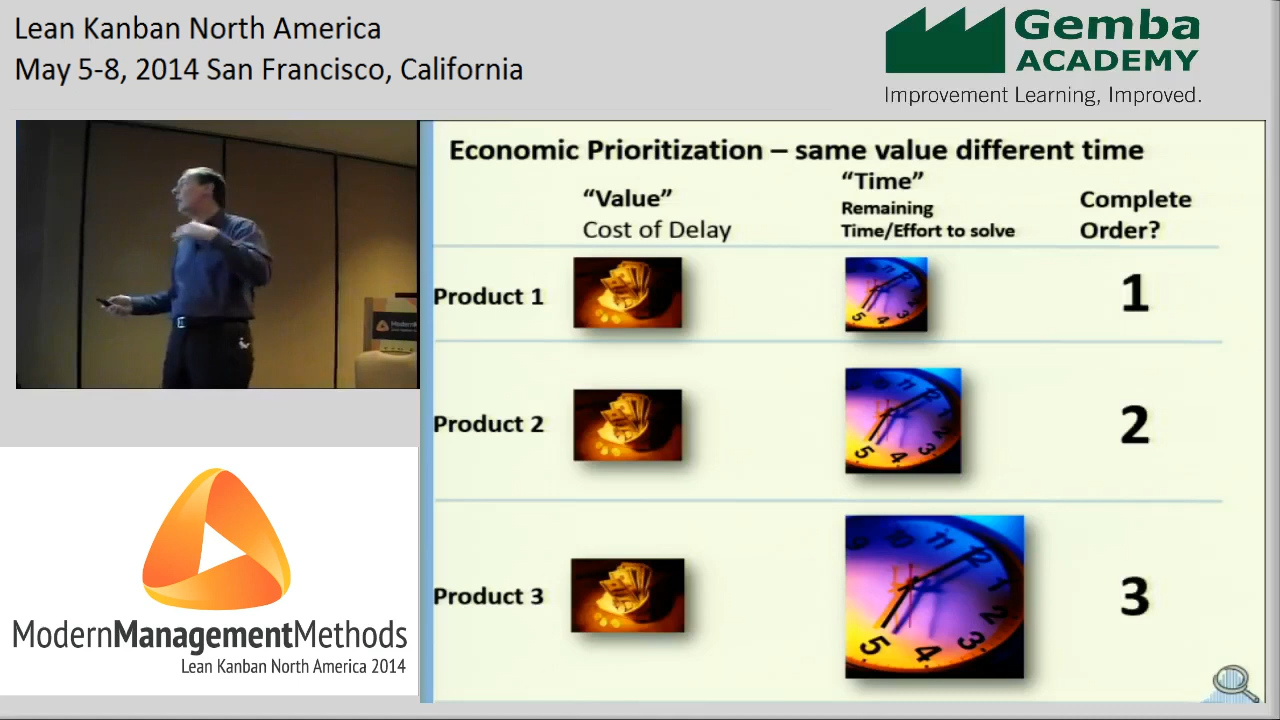 Lean Kanban North America
May 5-8, 2014 San Francisco, California
Gemba
ACADEMY
Improvement Learning, Improved.
Economic Prioritization – same value different time
“Value”
Cost of Delay
“Time”
Remaining
Time/Effort to solve
Complete
Order?
Product 1
1
Product 2
2
Product 3
3
ModernManagementMethods
Lean Kanban North America 2014